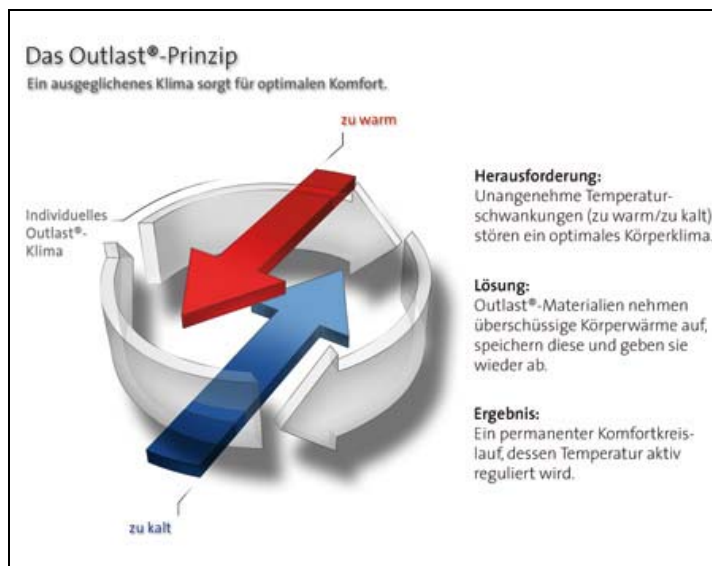 Das Outlast®-Prinzip
Ein ausgeglichenes Klima sorgt für optimalen Komfort.
zu warm
Individuelles
Outlast®-
Klima
zu kalt
Herausforderung:
Unangenehme Temperatur-
schwankungen (zu warm/zu kalt)
stören ein optimales Körperklima.
Lösung:
Outlast®-Materialien nehmen
überschüssige Körperwärme auf,
speichern diese und geben sie
wieder ab.
Ergebnis:
Ein permanenter Komfortkreis-
lauf, dessen Temperatur aktiv
reguliert wird.